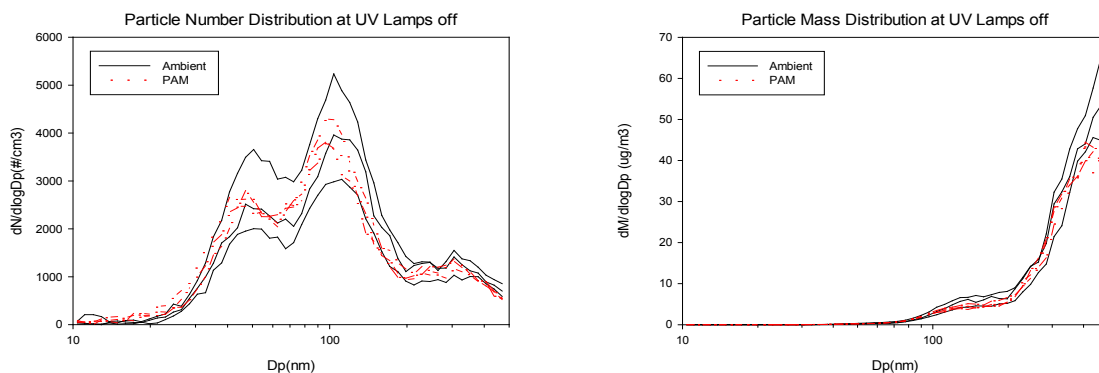 Particle Number Distribution at UV Lamps off
6000
5000
4000
3000
2000
1000
0
dN/dlogDp(#/cm3)
Ambient
PAM
10
100
Dp(nm)
Particle Mass Distribution at UV Lamps off
70
60
50
40
30
20
10
0
dM/dlogDp (ug/m3)
Ambient
PAM
10
100
Dp(nm)